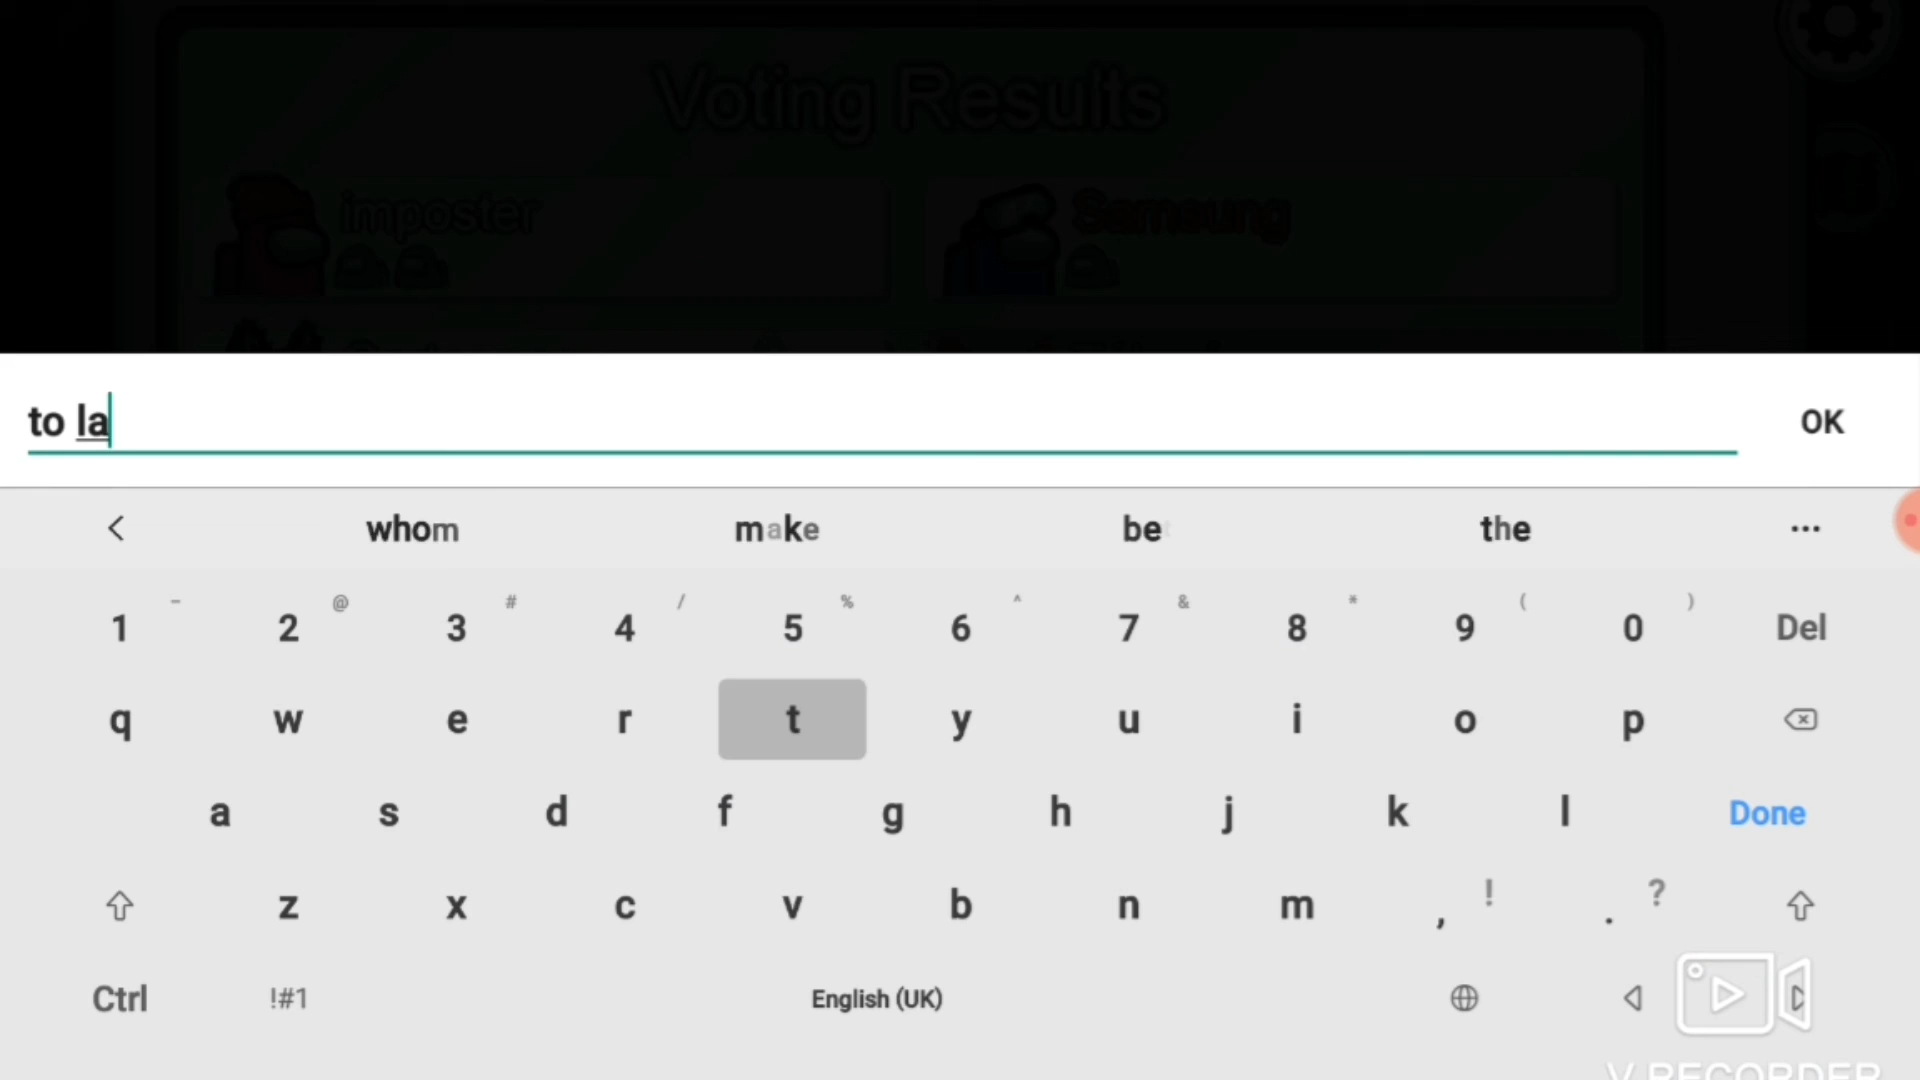 Voting Results
imposter Samsung
to la OK
whom make be the ...
1 - 2 @ 3 # 4 / 5 % 6 ^ 7 & 8 * 9 ( 0 ) Del
q w e r t y u i o p
a s d f g h j k l Done
z x c v b n m , ! . ?
Ctrl !#1 English (UK)
V RECORDER